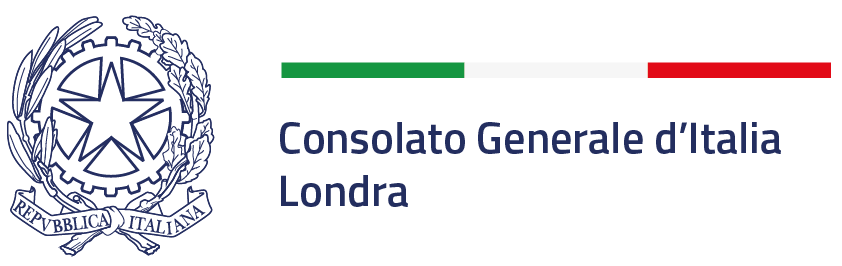 REPVBBLICA ITALIANA
Consolato Generale d’Italia
Londra